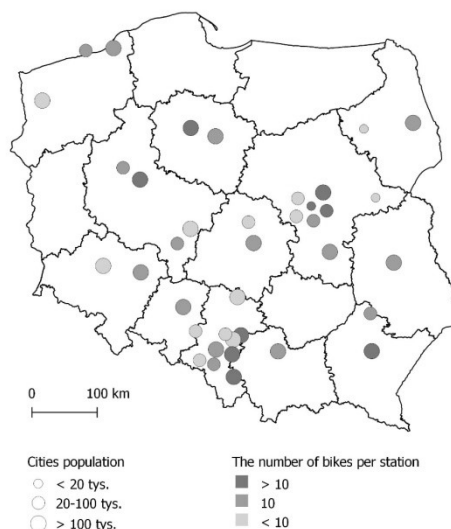 0 100 km
Cities population
< 20 tys.
20-100 tys.
> 100 tys.
The number of bikes per station
> 10
10
< 10